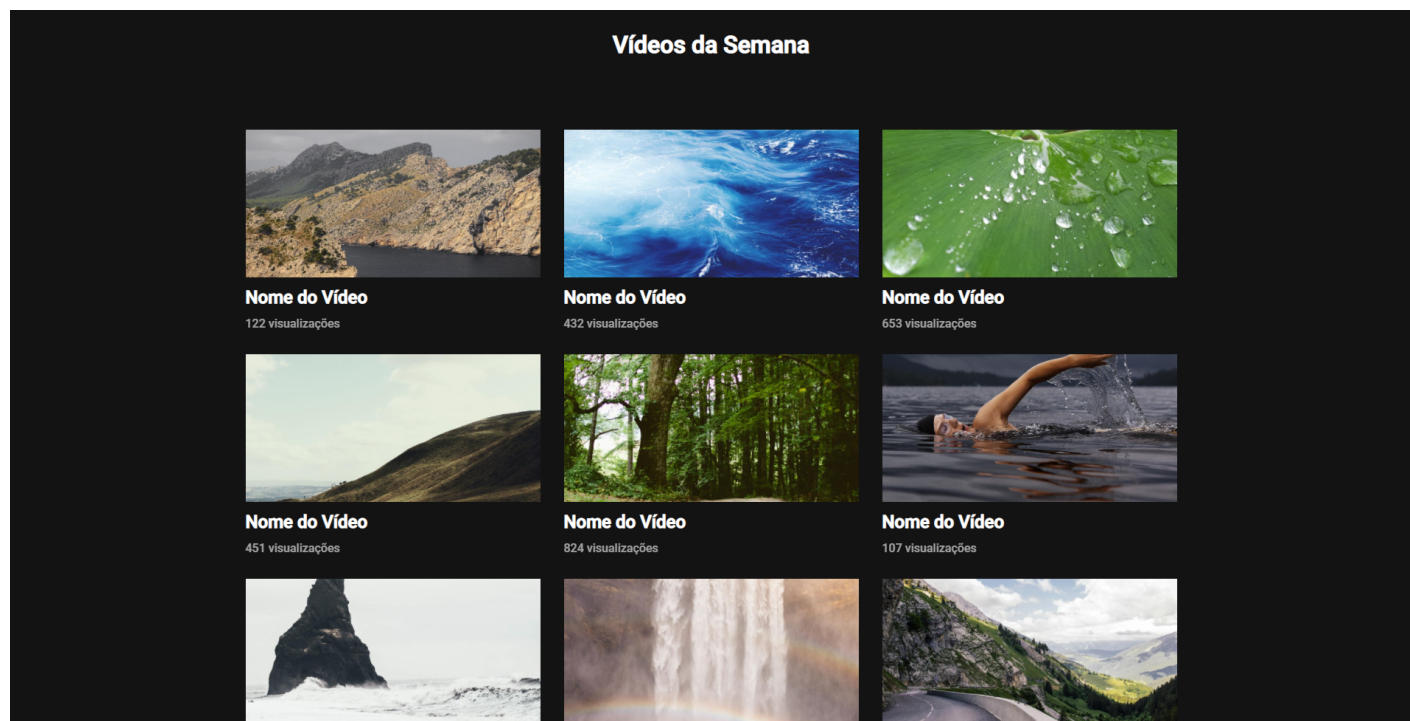 Vídeos da Semana
Nome do Vídeo
122 visualizações
Nome do Vídeo
432 visualizações
Nome do Vídeo
653 visualizações
Nome do Vídeo
451 visualizações
Nome do Vídeo
824 visualizações
Nome do Vídeo
107 visualizações